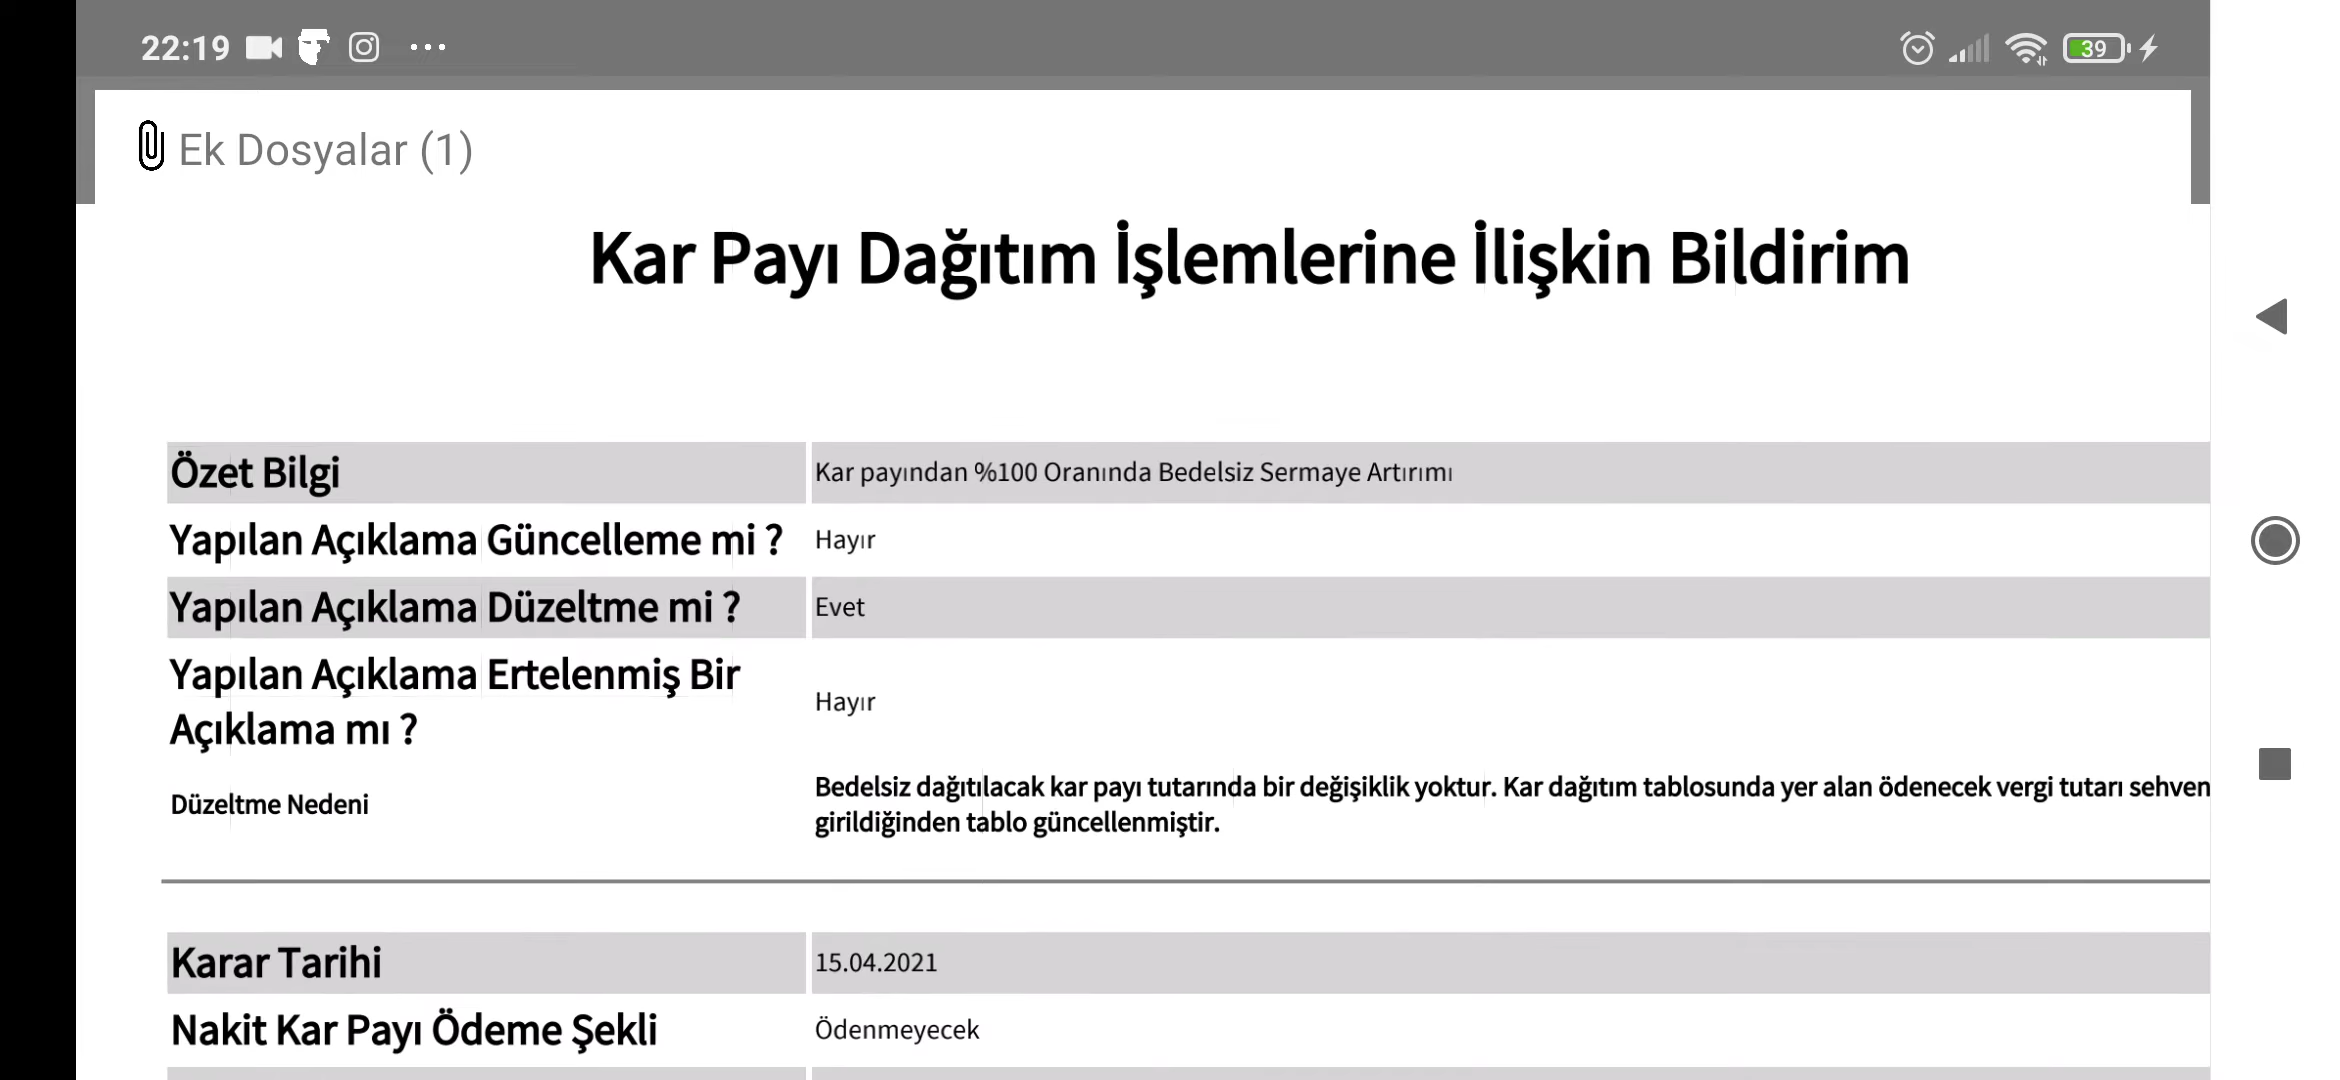 22:19
39
Ek Dosyalar (1)
Kar Payı Dağıtım İşlemlerine İlişkin Bildirim
Özet Bilgi
Kar payından %100 Oranında Bedelsiz Sermaye Artırımı
Yapılan Açıklama Güncelleme mi ?
Hayır
Yapılan Açıklama Düzeltme mi ?
Evet
Yapılan Açıklama Ertelenmiş Bir
Açıklama mı ?
Hayır
Düzeltme Nedeni
Bedelsiz dağıtılacak kar payı tutarında bir değişiklik yoktur. Kar dağıtım tablosunda yer alan ödenecek vergi tutarı sehven
girildiğinden tablo güncellenmiştir.
Karar Tarihi
15.04.2021
Nakit Kar Payı Ödeme Şekli
Ödenmeyecek